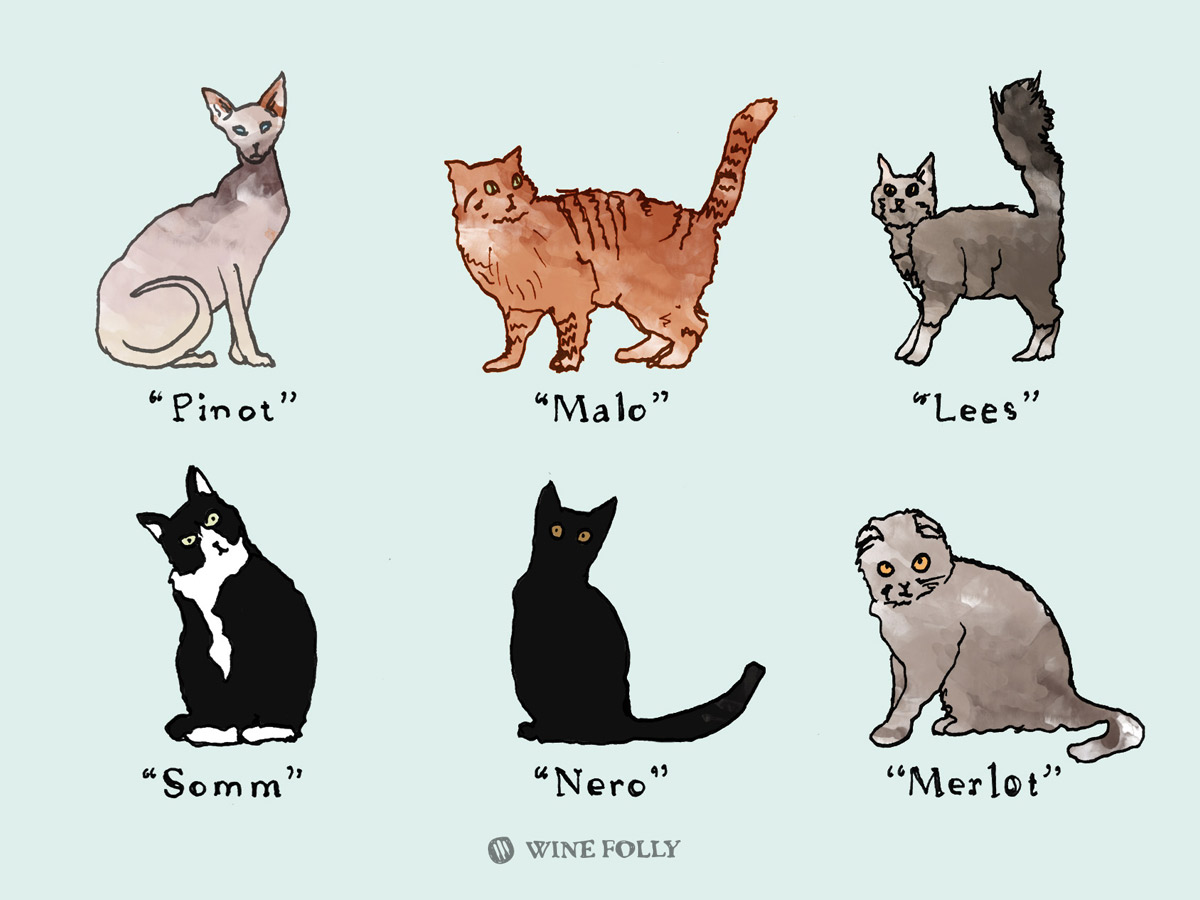 “Pinot” “Malo” “Lees”
“Somm” “Nero” “Merlot”
WINE FOLLY